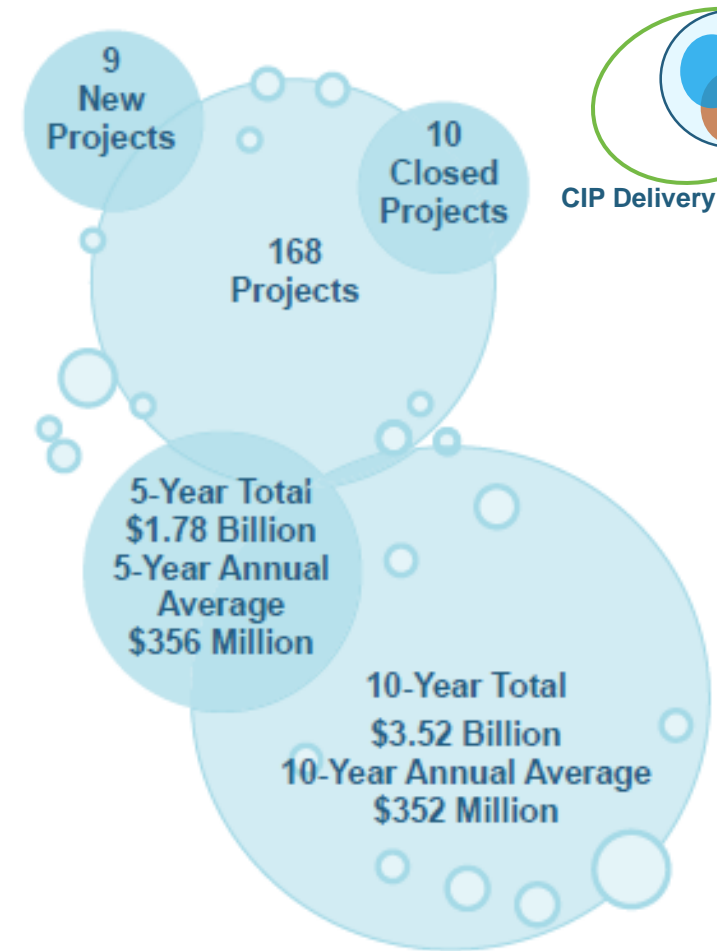 9
New
Projects
10
Closed
Projects
CIP Delivery
168
Projects
5-Year Total
$1.78 Billion
5-Year Annual
Average
$356 Million
10-Year Total
$3.52 Billion
10-Year Annual Average
$352 Million